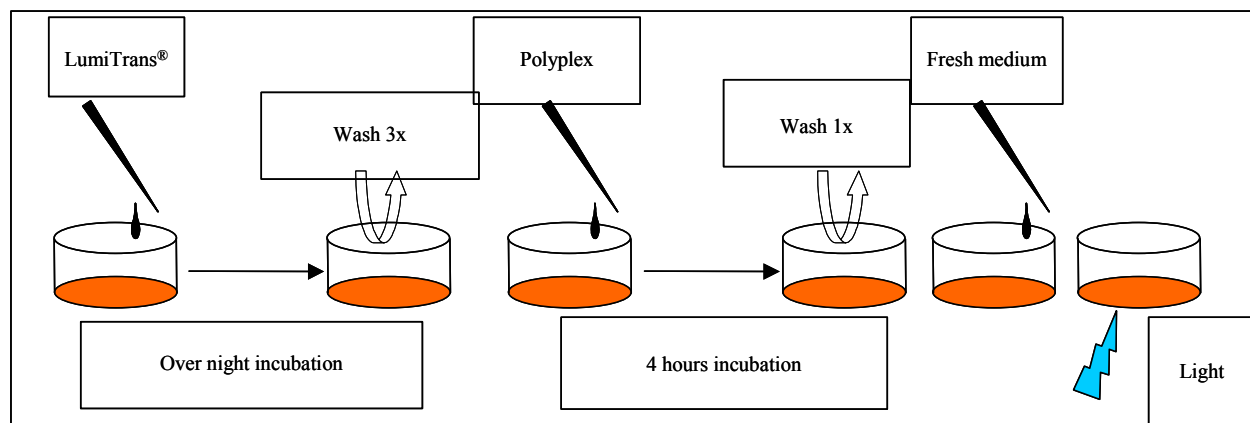 LumiTrans®
Wash 3x
Polyplex
Wash 1x
Fresh medium
Over night incubation
4 hours incubation
Light